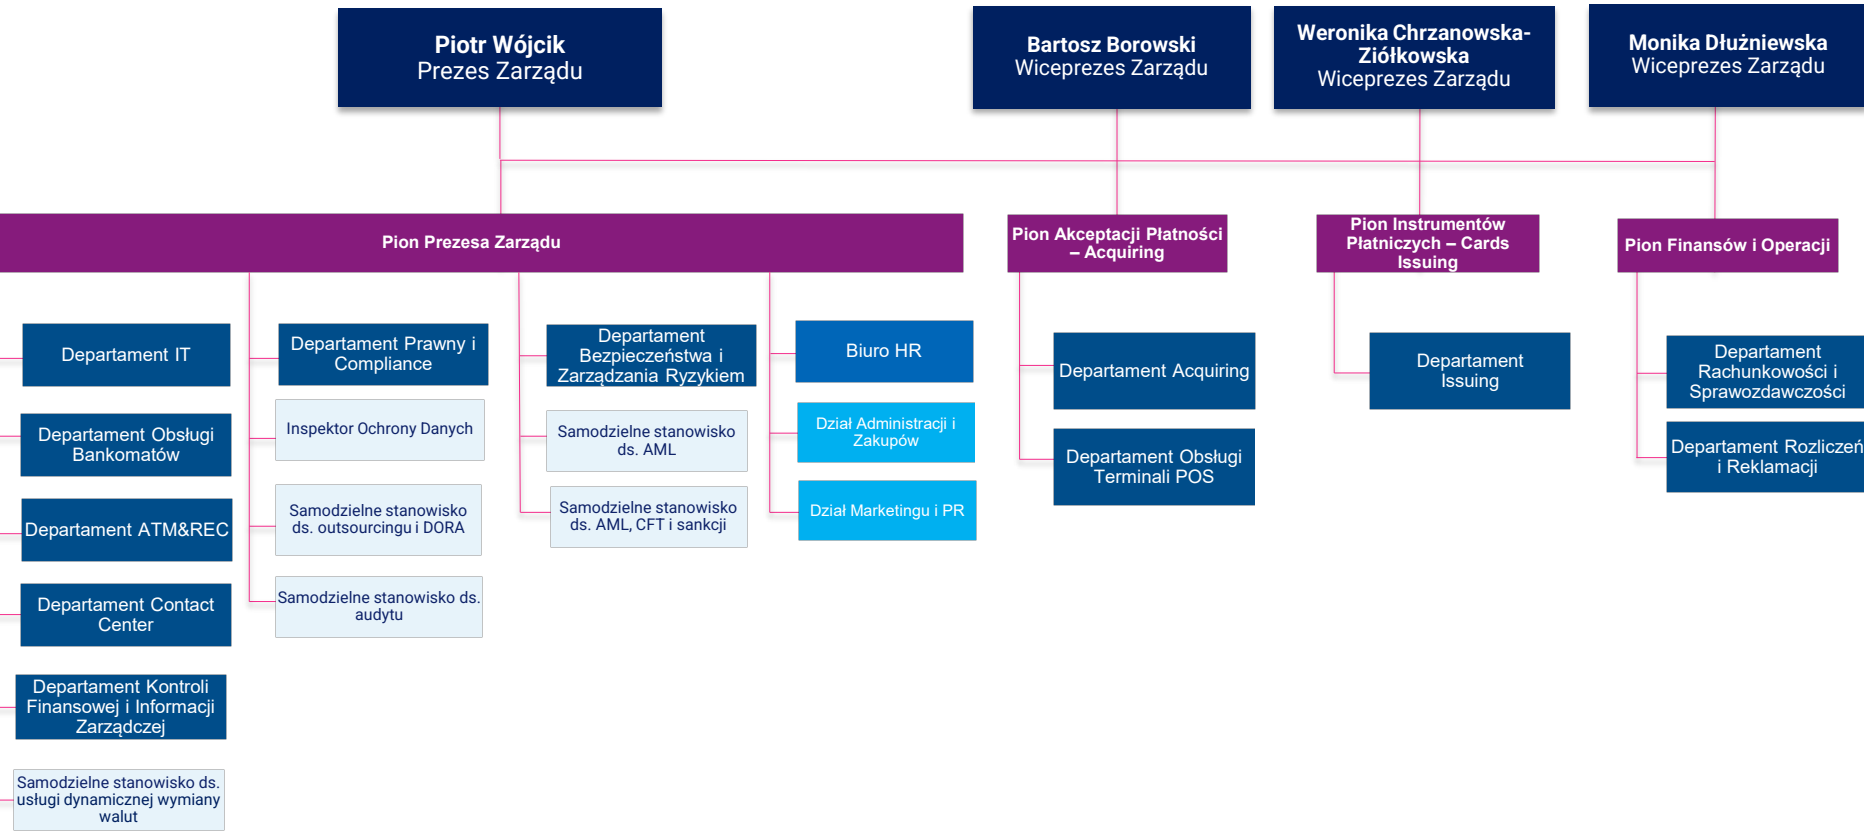 Piotr Wójcik
Prezes Zarządu
Bartosz Borowski
Wiceprezes Zarządu
Weronika Chrzanowska-
Ziółkowska
Wiceprezes Zarządu
Monika Dłużniewska
Wiceprezes Zarządu
Pion Prezesa Zarządu
Pion Akceptacji Płatności
– Acquiring
Pion Instrumentów
Płatniczych – Cards
Issuing
Pion Finansów i Operacji
Departament IT
Departament Obsługi
Bankomatów
Departament ATM&REC
Departament Contact
Center
Departament Kontroli
Finansowej i Informacji
Zarządczej
Samodzielne stanowisko ds.
usługi dynamicznej wymiany
walut
Departament Prawny i
Compliance
Inspektor Ochrony Danych
Samodzielne stanowisko
ds. outsourcingu i DORA
Samodzielne stanowisko ds.
audytu
Departament
Bezpieczeństwa i
Zarządzania Ryzykiem
Samodzielne stanowisko
ds. AML
Samodzielne stanowisko
ds. AML, CFT i sankcji
Biuro HR
Dział Administracji i
Zakupów
Dział Marketingu i PR
Departament Acquiring
Departament Obsługi
Terminali POS
Departament
Issuing
Departament
Rachunkowości i
Sprawozdawczości
Departament Rozliczeń
i Reklamacji